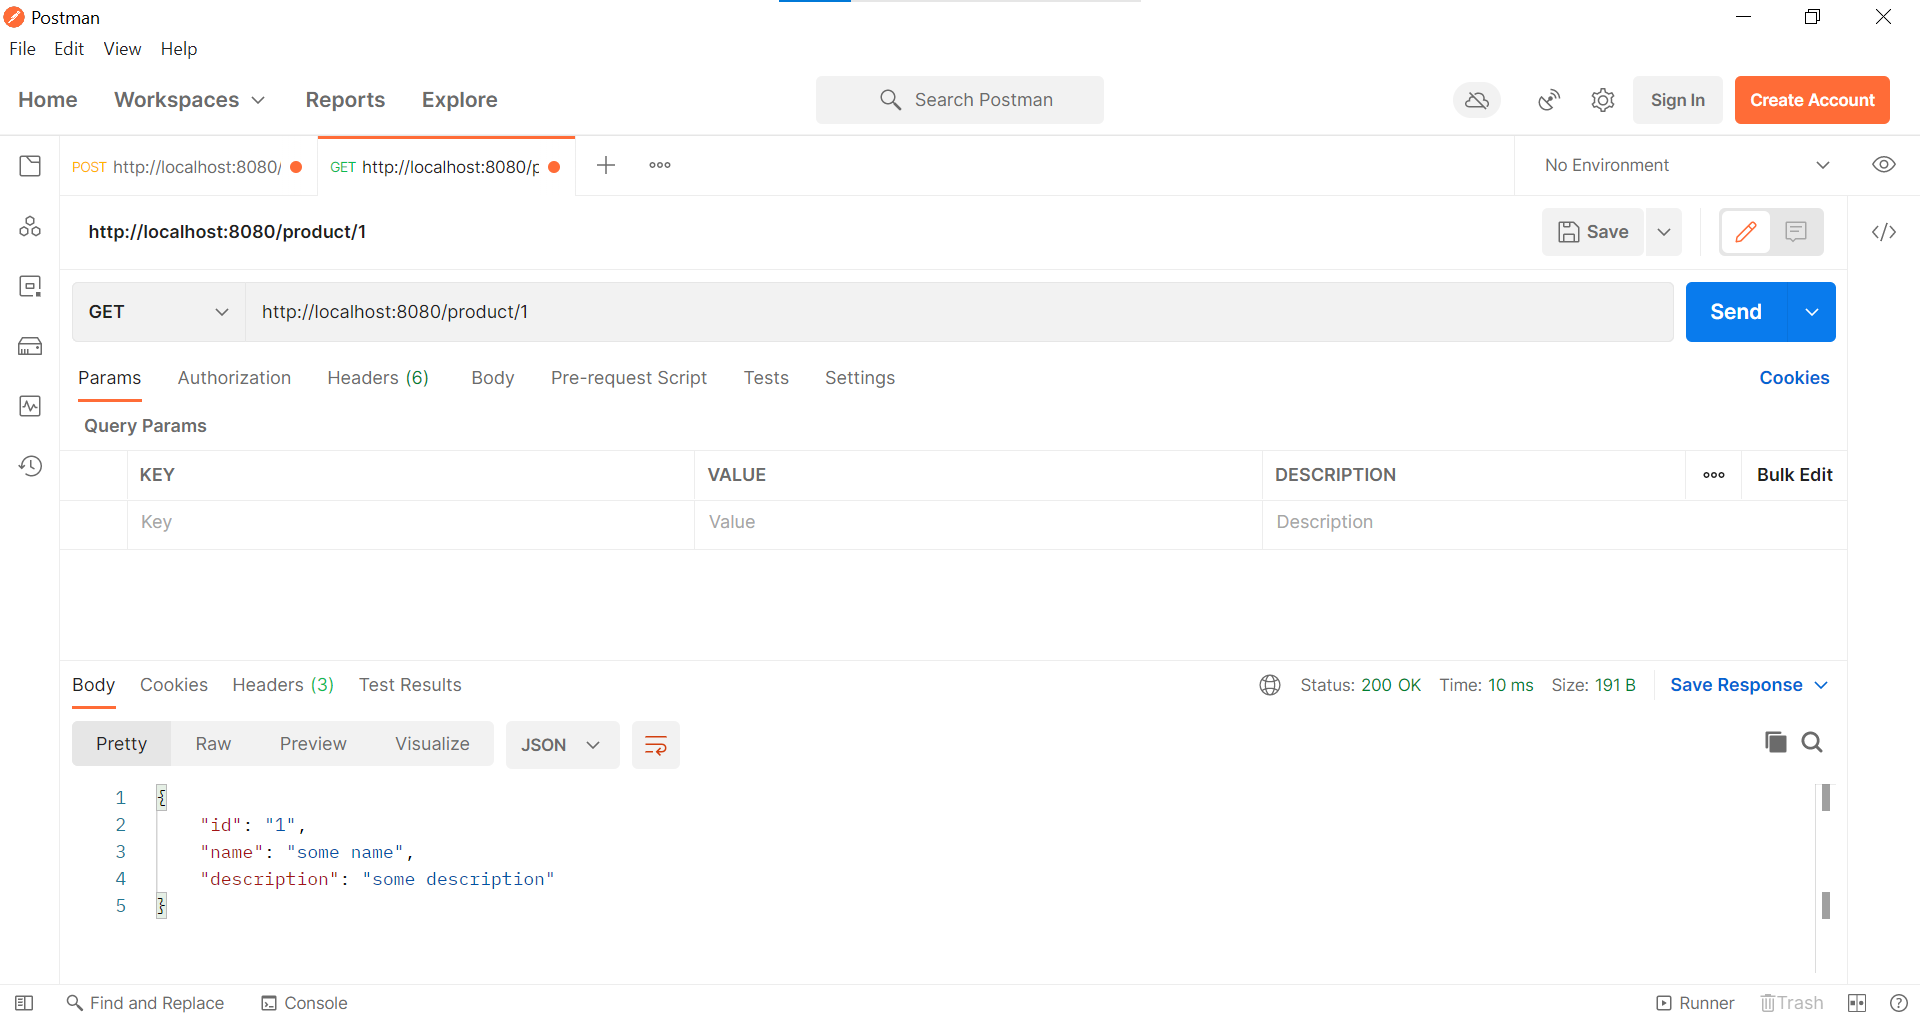 Postman
File Edit View Help
Home Workspaces Reports Explore Search Postman Sign In Create Account
POST http://localhost:8080/ GET http://localhost:8080/p No Environment
http://localhost:8080/product/1 Save
GET http://localhost:8080/product/1 Send
Params Authorization Headers (6) Body Pre-request Script Tests Settings Cookies
Query Params
KEY VALUE DESCRIPTION Bulk Edit
Key Value Description
Body Cookies Headers (3) Test Results Status: 200 OK Time: 10 ms Size: 191 B Save Response
Pretty Raw Preview Visualize JSON
1 {
2 "id": "1",
3 "name": "some name",
4 "description": "some description"
5 }
Find and Replace Console Runner Trash